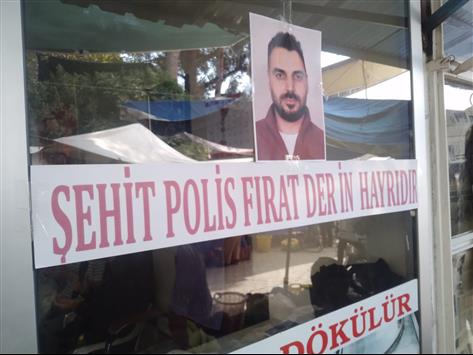 ŞEHİT POLİS FIRAT DER İN HAYRIDIR
DÖKÜLÜR